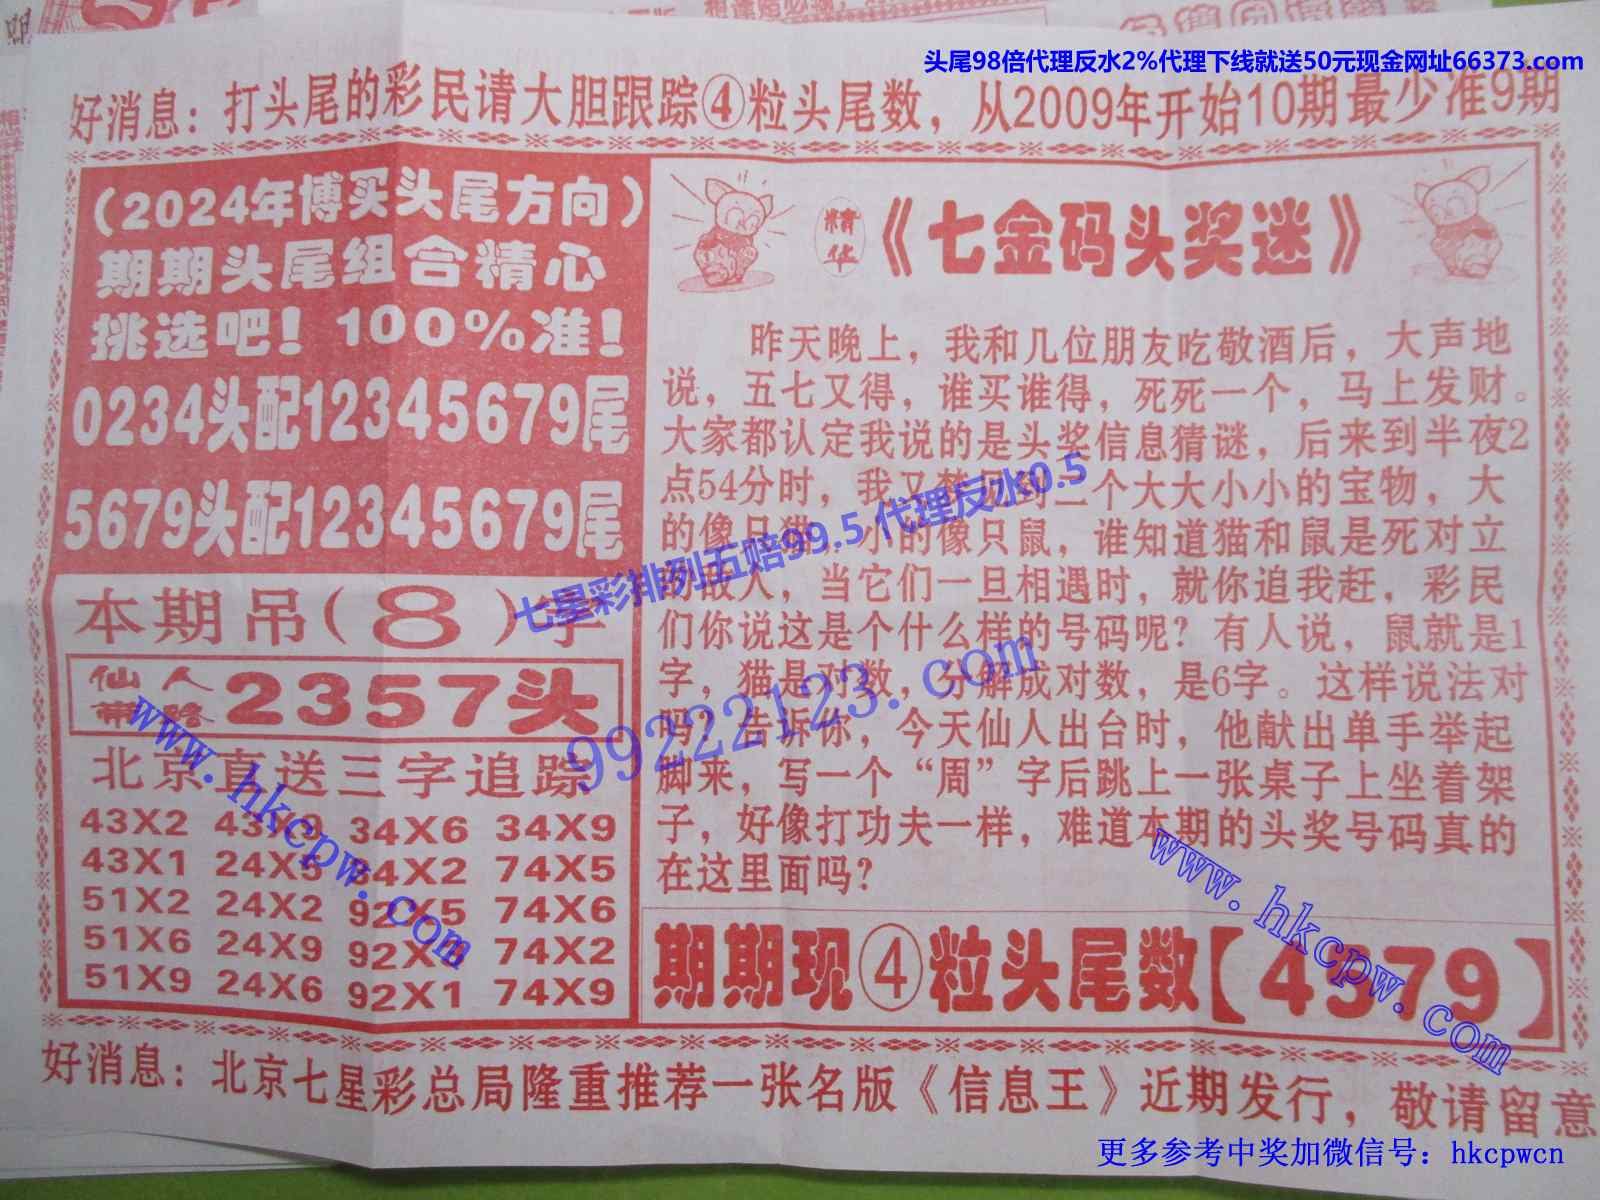 头尾98倍代理反水2%代理下线就送50元现金网址66373.com
好消息：打头尾的彩民请大胆跟踪④粒头尾数，从2009年开始10期最少准9期
（2024年博买头尾方向）
期期头尾组合精心
挑选吧！100%准！
0234头配12345679尾
5679头配12345679尾
本期吊(8)字
仙人
带路
2357头
北京直送三字追踪
43X2 43X9 34X6 34X9
43X1 24X5 34X2 74X5
51X2 24X2 92X5 74X6
51X6 24X9 92X8 74X2
51X9 24X6 92X1 74X9
精华
《七金码头奖迷》
昨天晚上，我和几位朋友吃敬酒后，大声地
说，五七又得，谁买谁得，死死一个，马上发财。
大家都认定我说的是头奖信息猜谜，后来到半夜2
点54分时，我又梦见到二个大大小小的宝物，大
的像只猫，小的像只鼠，谁知道猫和鼠是死对立
的敌人，当它们一旦相遇时，就你追我赶，彩民
们你说这是个什么样的号码呢？有人说，鼠就是1
字，猫是对数，分解成对数，是6字。这样说法对
吗？告诉你，今天仙人出台时，他献出单手举起
脚来，写一个“周”字后跳上一张桌子上坐着架
子，好像打功夫一样，难道本期的头奖号码真的
在这里面吗？
期期现④粒头尾数【4579】
七星彩排列五赔99.5 代理反水0.5
99222123.com
www.hkcpw.com
www.hkcpw.com
好消息：北京七星彩总局隆重推荐一张名版《信息王》近期发行，敬请留意
更多参考中奖加微信号：hkcpwcn